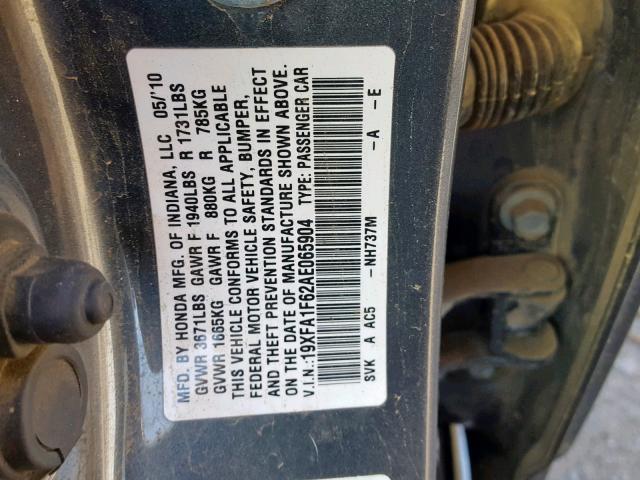 MFD. BY HONDA MFG. OF INDIANA, LLC 05/'10
GVWR 3671LBS GAWR F 1940LBS R 1731LBS
GVWR 1665KG GAWR F 880KG R 785KG
THIS VEHICLE CONFORMS TO ALL APPLICABLE
FEDERAL MOTOR VEHICLE SAFETY, BUMPER,
AND THEFT PREVENTION STANDARDS IN EFFECT
ON THE DATE OF MANUFACTURE SHOWN ABOVE.
V.I.N.:19XFA1F62AE065904 TYPE: PASSENGER CAR
SVK A AC5 -NH737M -A -E